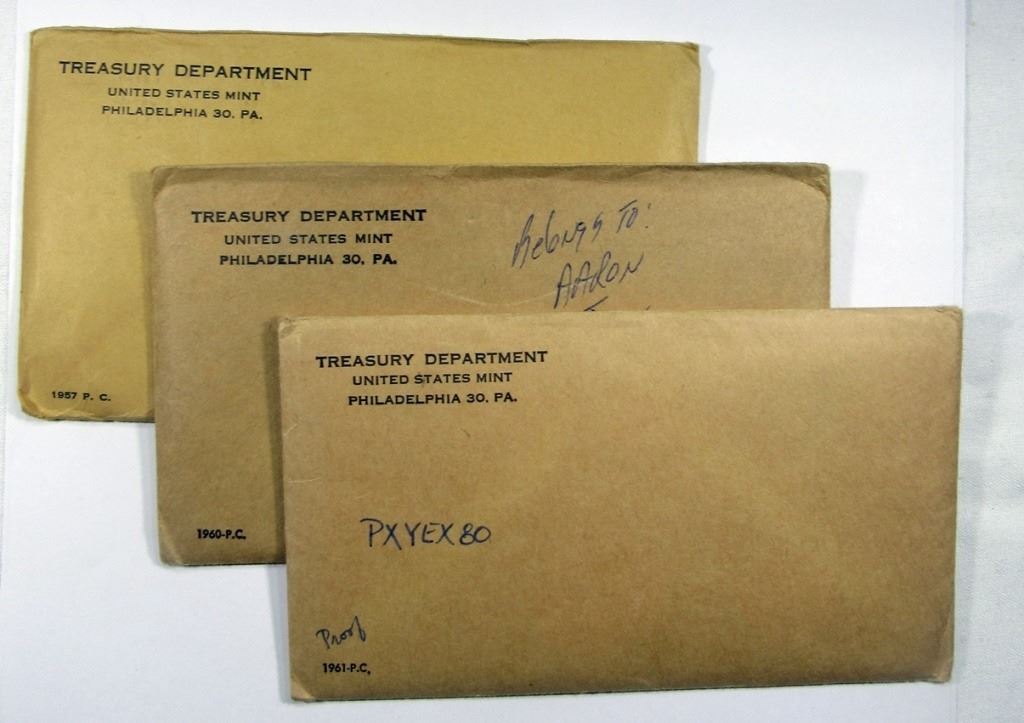 TREASURY DEPARTMENT
UNITED STATES MINT
PHILADELPHIA 30, PA.
1957 P. C.
TREASURY DEPARTMENT
UNITED STATES MINT
PHILADELPHIA 30, PA.
Belongs To:
AARON
1960-P.C.
TREASURY DEPARTMENT
UNITED STATES MINT
PHILADELPHIA 30, PA.
PXYEX80
Proof
1961-P.C.